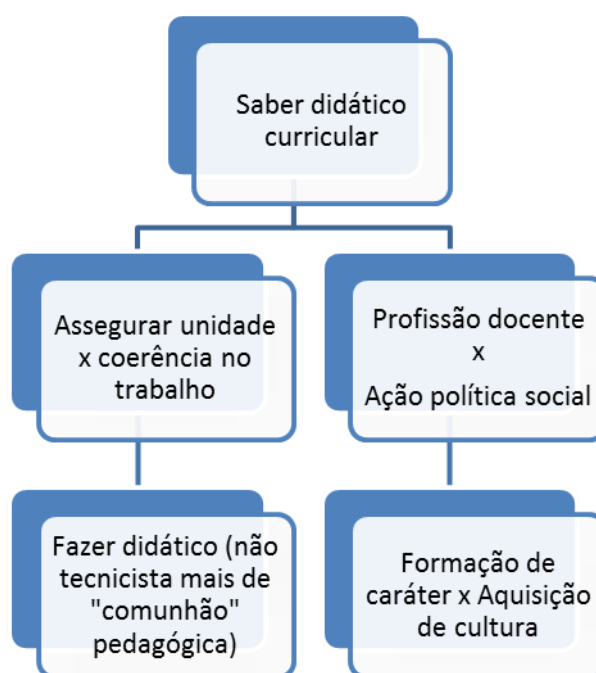 Saber didático
curricular
Assegurar unidade
x coerência no
trabalho
Profissão docente
x
Ação política social
Fazer didático (não
tecnicista mais de
"comunhão"
pedagógica)
Formação de
caráter x Aquisição
de cultura